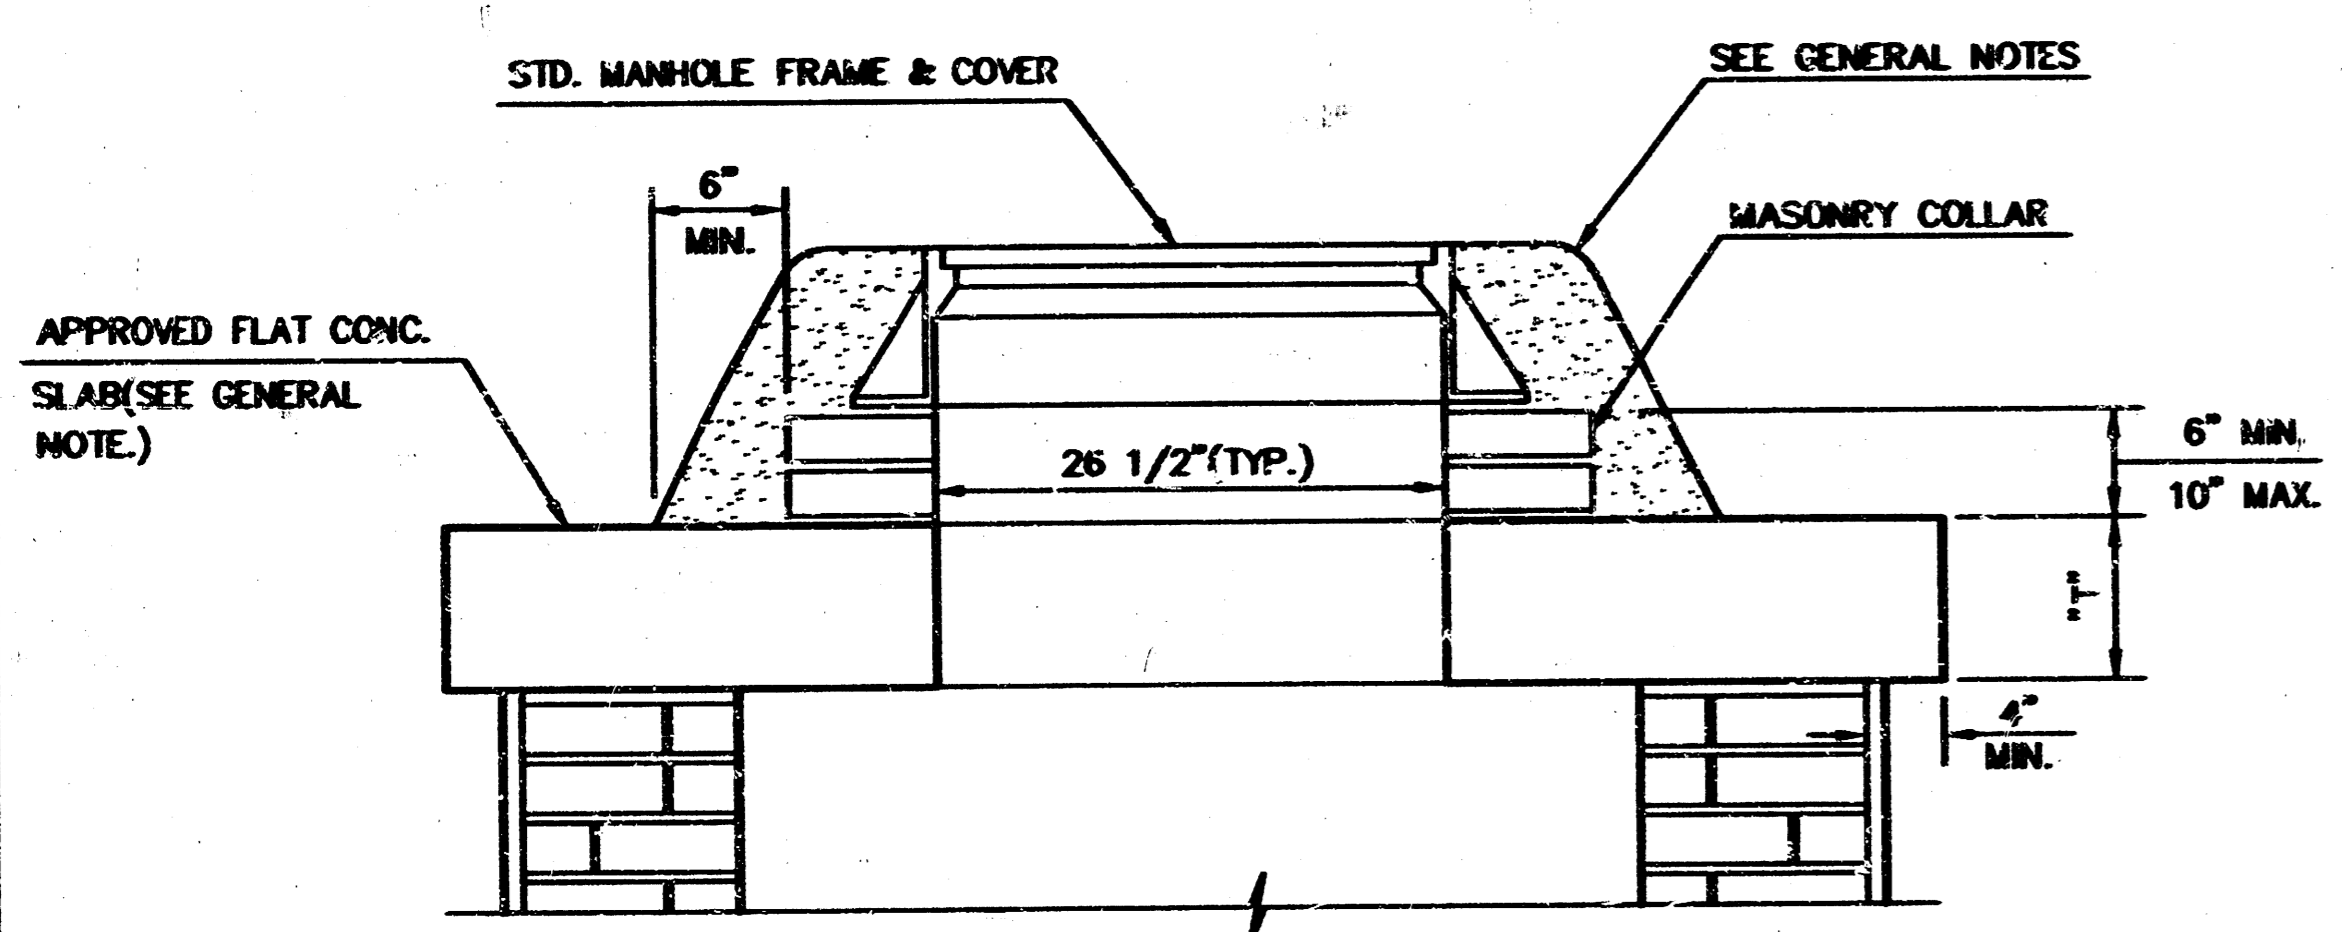 STD. MANHOLE FRAME & COVER
SEE GENERAL NOTES
6"
MIN.
MASONRY COLLAR
APPROVED FLAT CONC.
SLAB(SEE GENERAL
NOTE.)
26 1/2"(TYP.)
6" MIN.
10" MAX.
"T"
4"
MIN.